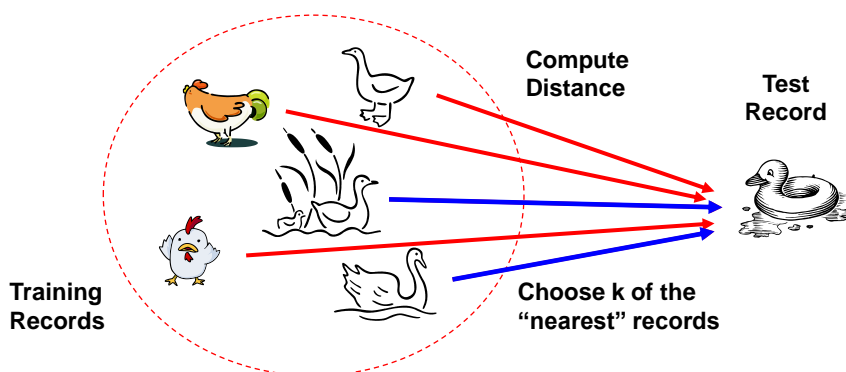 Compute
Distance
Test
Record
Training
Records
Choose k of the
“nearest” records